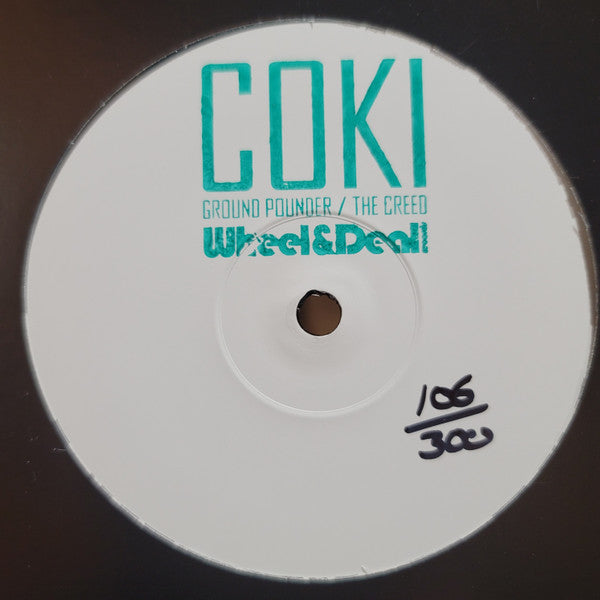 COKI
GROUND POUNDER / THE CREED
Wheel&Deal
106
300